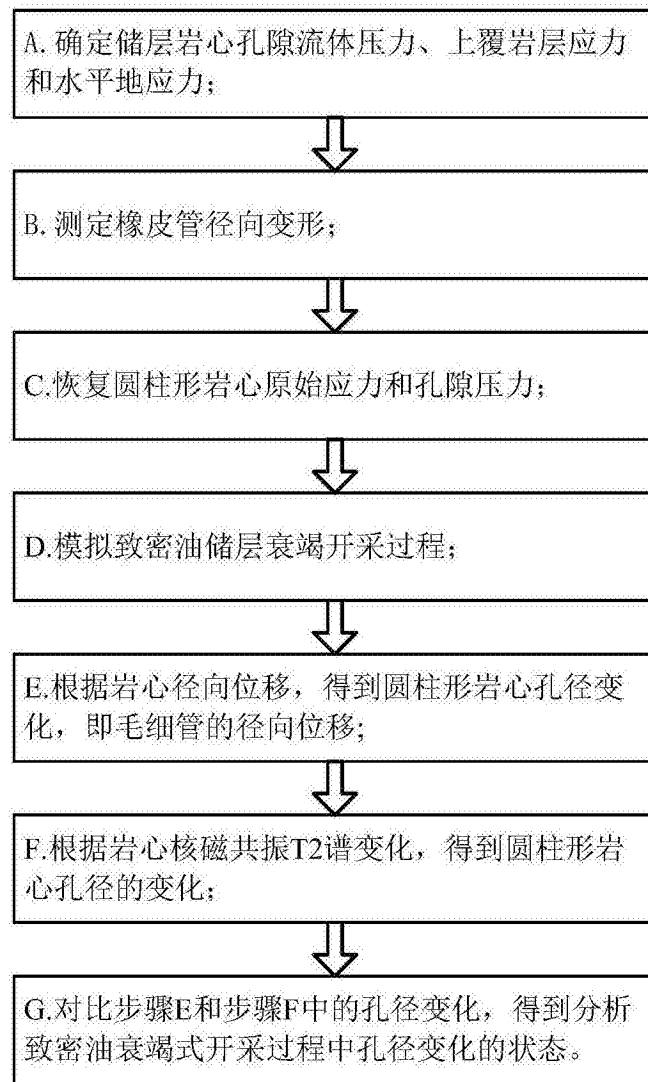 A. 确定储层岩心孔隙流体压力、上覆岩层应力
和水平地应力；
B. 测定橡皮管径向变形；
C.恢复圆柱形岩心原始应力和孔隙压力；
D.模拟致密油储层衰竭开采过程；
E.根据岩心径向位移，得到圆柱形岩心孔径变
化，即毛细管的径向位移;
F.根据岩心核磁共振T2谱变化，得到圆柱形岩
心孔径的变化；
G.对比步骤E和步骤F中的孔径变化，得到分析
致密油衰竭式开采过程中孔径变化的状态。